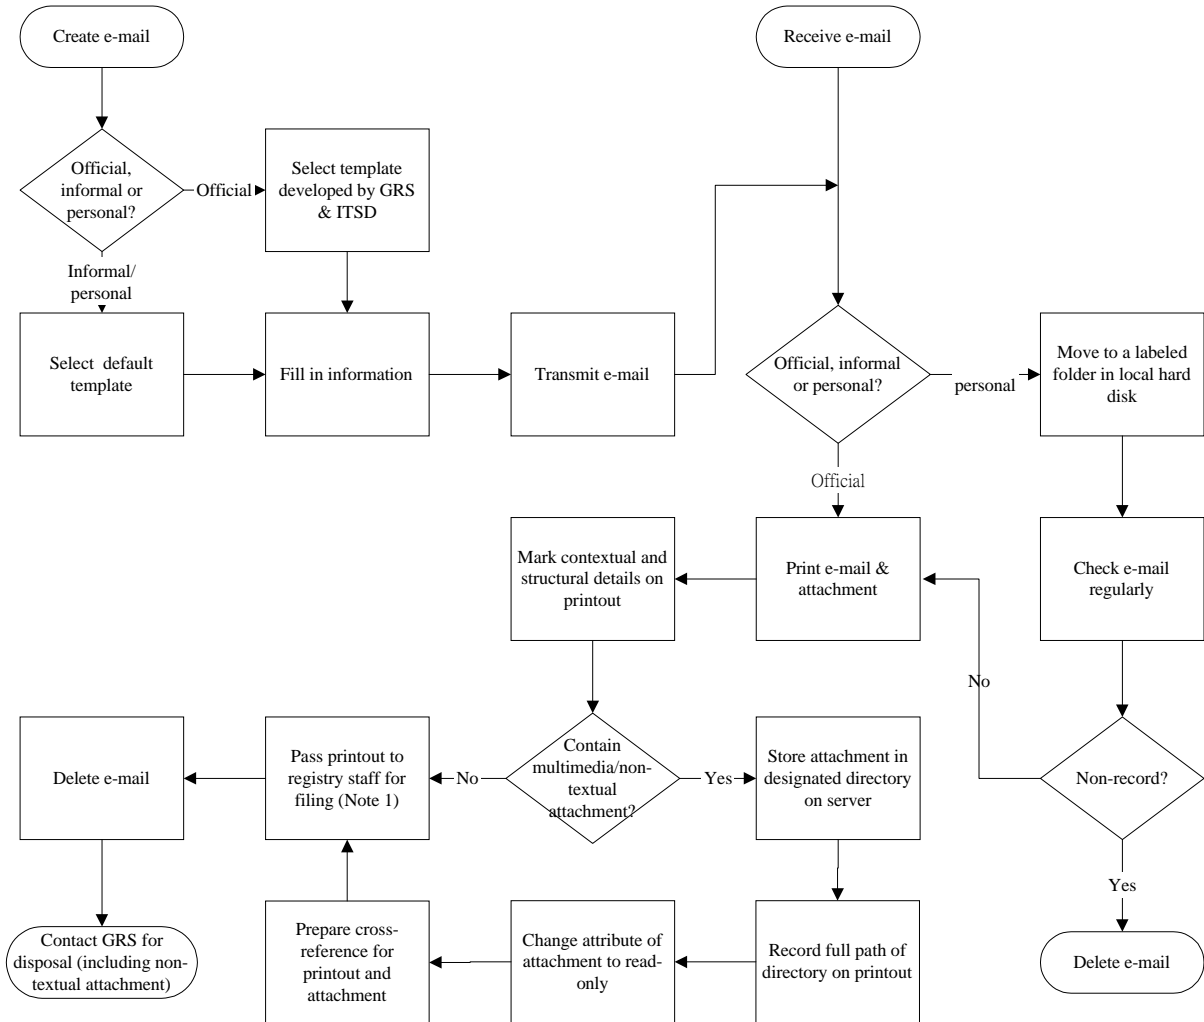 Create e-mail
Receive e-mail
Official,
informal or
personal?
Official
Select template
developed by GRS
& ITSD
Informal/
personal
Select default
template
Fill in information
Transmit e-mail
Official, informal
or personal?
personal
Move to a labeled
folder in local hard
disk
Official
Mark contextual and
structural details on
printout
Print e-mail &
attachment
Check e-mail
regularly
No
Delete e-mail
Pass printout to
registry staff for
filing (Note 1)
No
Contain
multimedia/non-
textual
attachment?
Yes
Store attachment in
designated directory
on server
Non-record?
Yes
Contact GRS for
disposal (including non-
textual attachment)
Prepare cross-
reference for
printout and
attachment
Change attribute of
attachment to read-
only
Record full path of
directory on printout
Delete e-mail